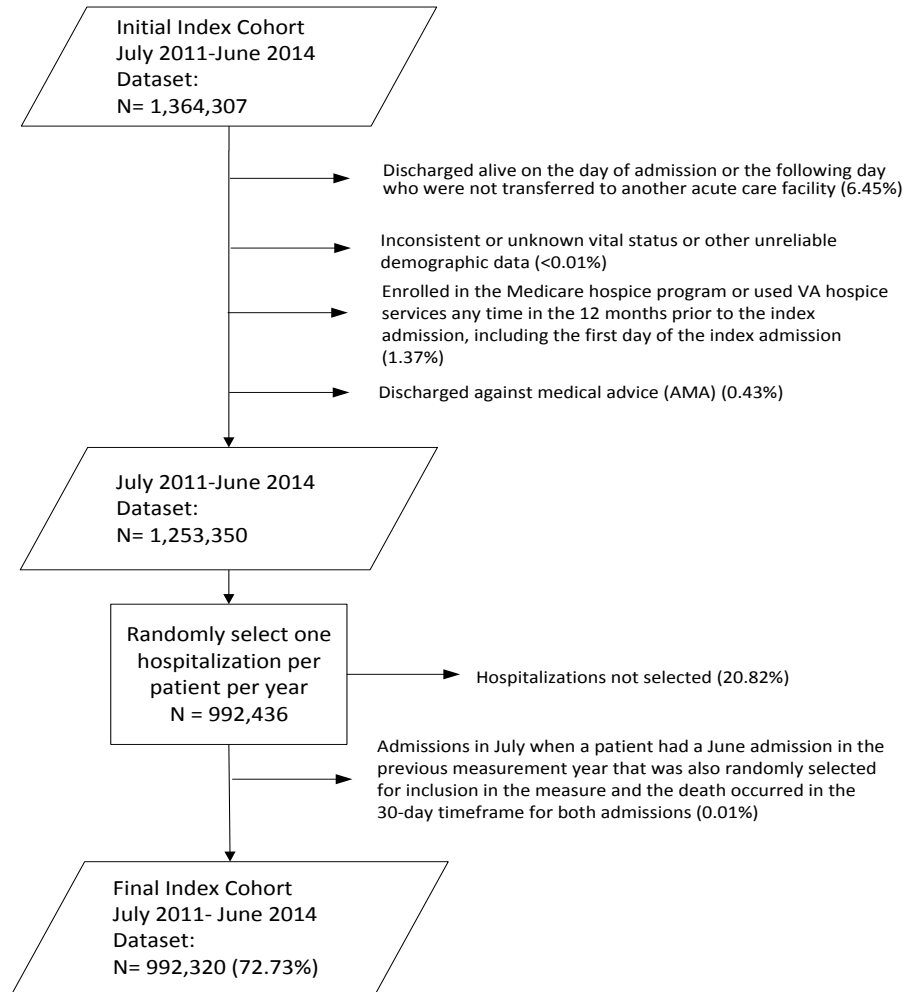 Initial Index Cohort
July 2011-June 2014
Dataset:
N= 1,364,307
Discharged alive on the day of admission or the following day
who were not transferred to another acute care facility (6.45%)
Inconsistent or unknown vital status or other unreliable
demographic data (<0.01%)
Enrolled in the Medicare hospice program or used VA hospice
services any time in the 12 months prior to the index
admission, including the first day of the index admission
(1.37%)
Discharged against medical advice (AMA) (0.43%)
July 2011-June 2014
Dataset:
N= 1,253,350
Randomly select one
hospitalization per
patient per year
N = 992,436
Hospitalizations not selected (20.82%)
Admissions in July when a patient had a June admission in the
previous measurement year that was also randomly selected
for inclusion in the measure and the death occurred in the
30-day timeframe for both admissions (0.01%)
Final Index Cohort
July 2011- June 2014
Dataset:
N= 992,320 (72.73%)